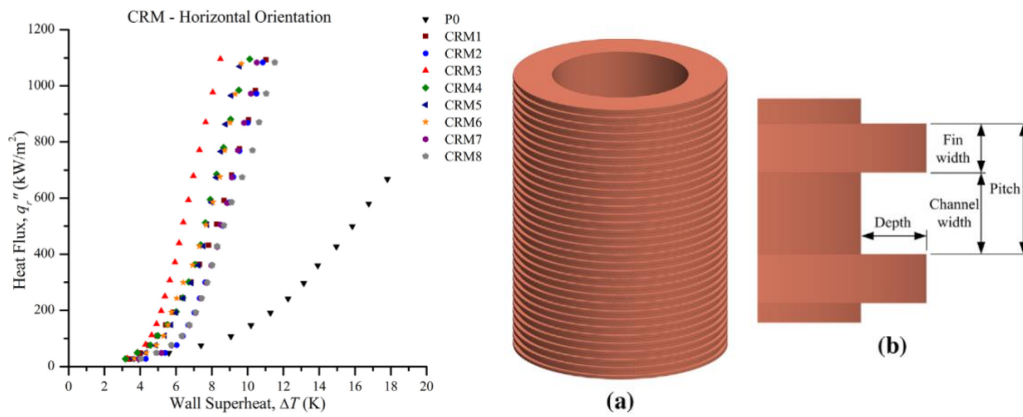 CRM - Horizontal Orientation
P0
CRM1
CRM2
CRM3
CRM4
CRM5
CRM6
CRM7
CRM8
1200
1000
800
600
400
200
0
Heat Flux, qᵣ″ (kW/m²)
0 2 4 6 8 10 12 14 16 18 20
Wall Superheat, ΔT (K)
(a)
Fin
width
Channel
width
Pitch
Depth
(b)